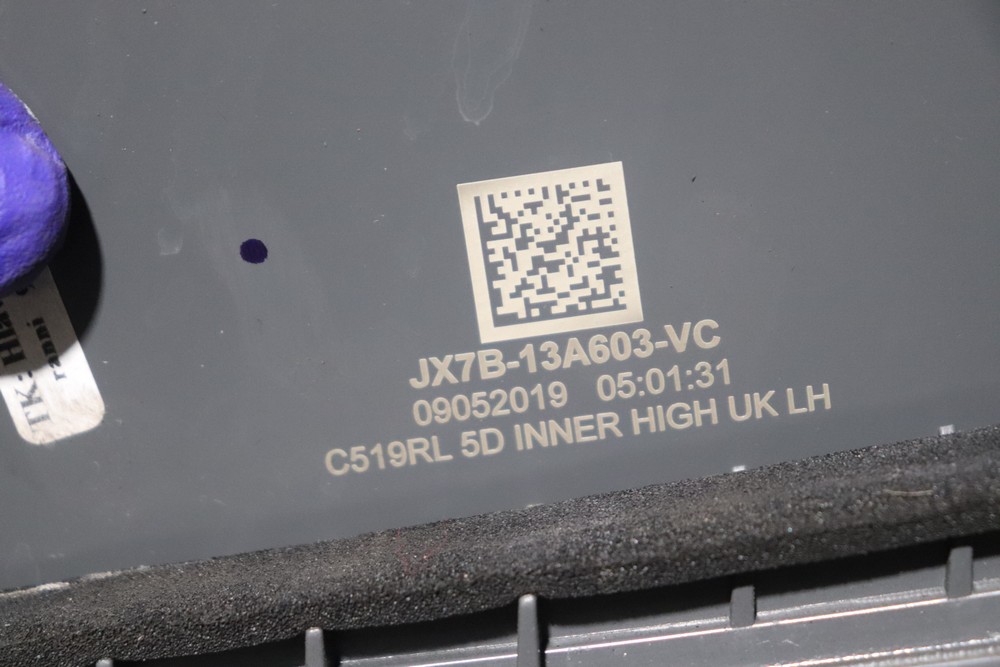 JX7B-13A603-VC
09052019 05:01:31
C519RL 5D INNER HIGH UK LH